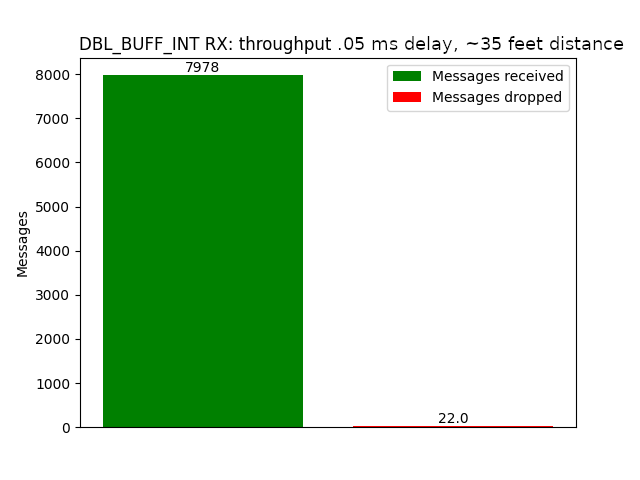 DBL_BUFF_INT RX: throughput .05 ms delay, ~35 feet distance
7978
Messages received
Messages dropped
8000
7000
6000
5000
4000
3000
2000
1000
0
Messages
22.0